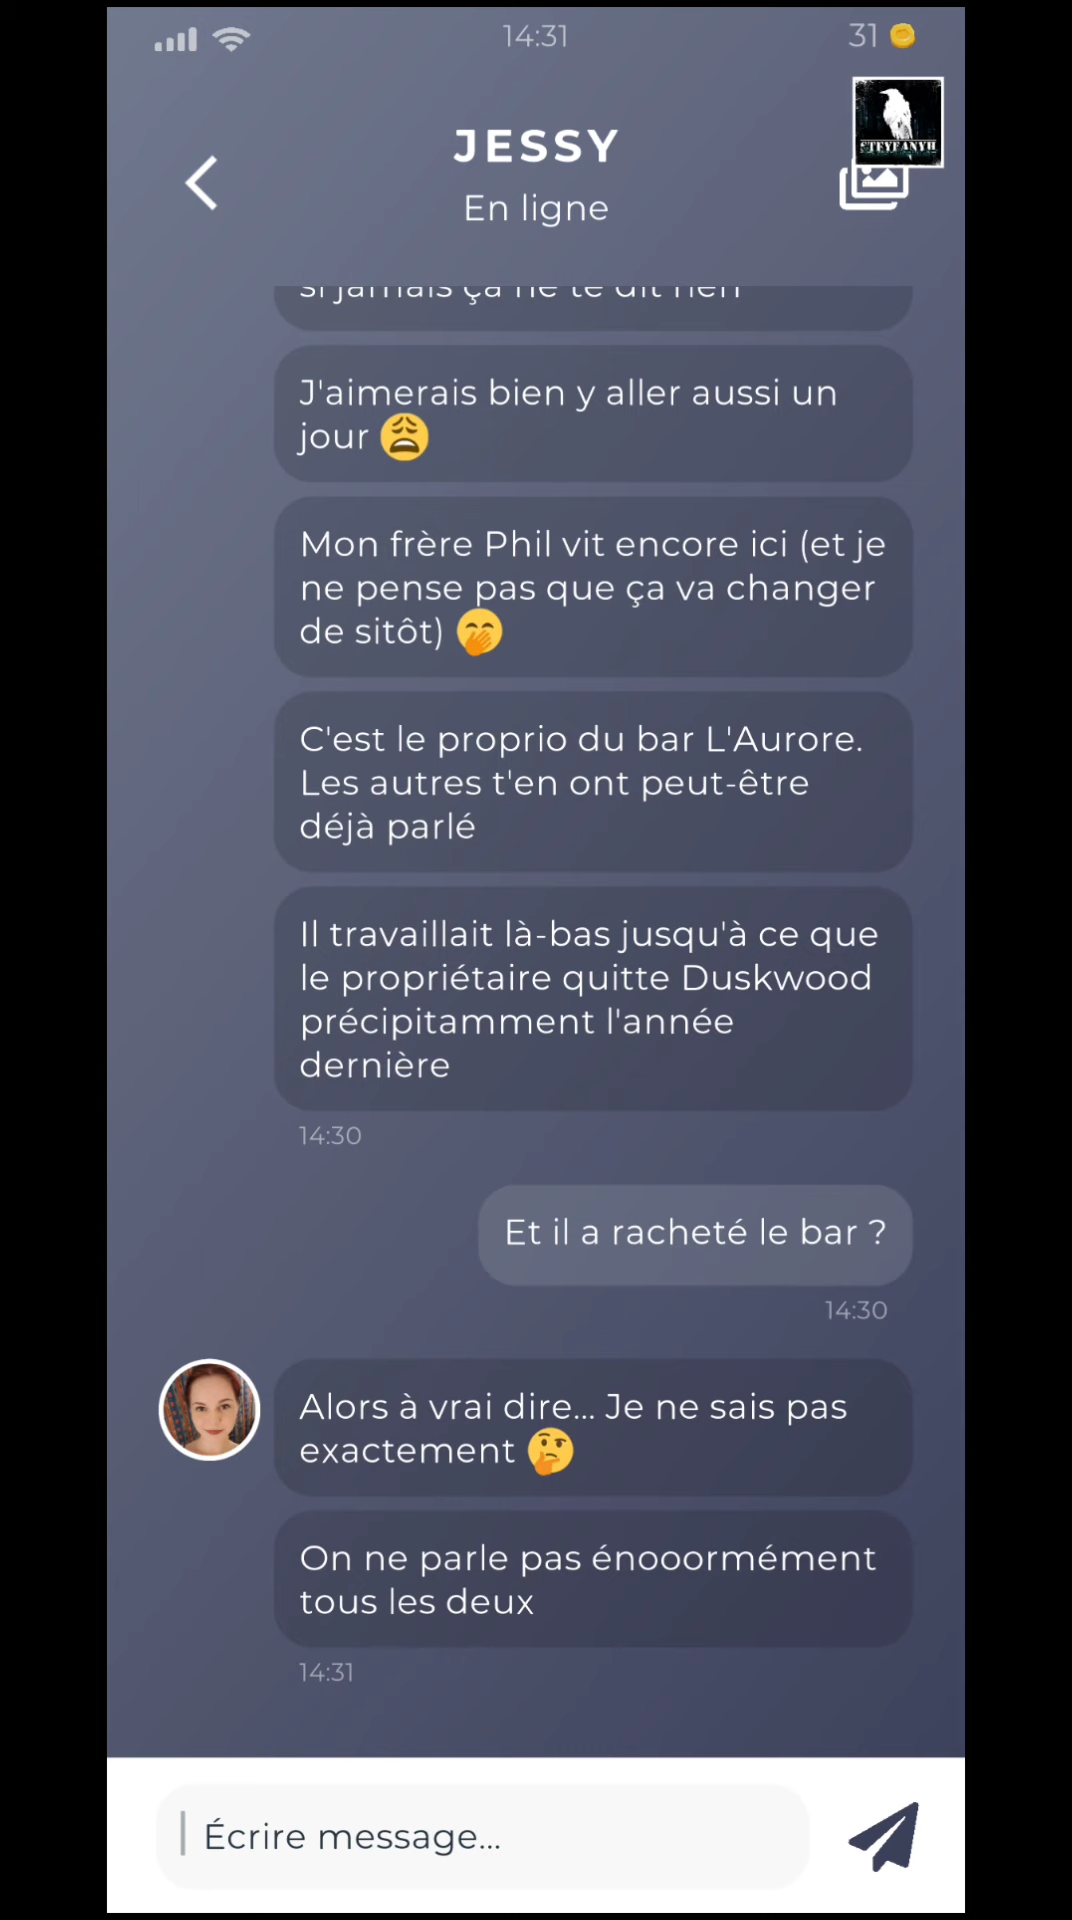 14:31
31
STEYFANYH
JESSY
En ligne
si jamais ça ne te dit rien
J'aimerais bien y aller aussi un
jour 😩
Mon frère Phil vit encore ici (et je
ne pense pas que ça va changer
de sitôt) 🤭
C'est le proprio du bar L'Aurore.
Les autres t'en ont peut-être
déjà parlé
Il travaillait là-bas jusqu'à ce que
le propriétaire quitte Duskwood
précipitamment l'année
dernière
14:30
Et il a racheté le bar ?
14:30
Alors à vrai dire... Je ne sais pas
exactement 🤔
On ne parle pas énooormément
tous les deux
14:31
Écrire message...